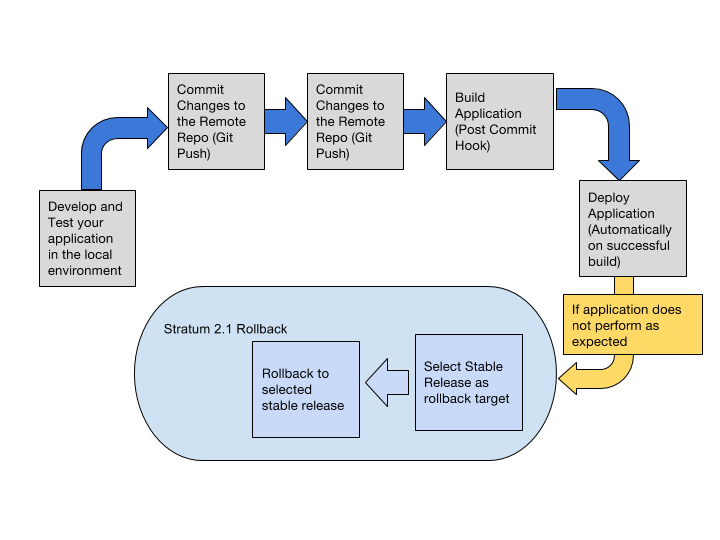 Commit
Changes to
the Remote
Repo (Git
Push)
Commit
Changes to
the Remote
Repo (Git
Push)
Build
Application
(Post Commit
Hook)
Develop and
Test your
application
in the local
environment
Deploy
Application
(Automatically
on successful
build)
If application does
not perform as
expected
Stratum 2.1 Rollback
Rollback to
selected
stable release
Select Stable
Release as
rollback target